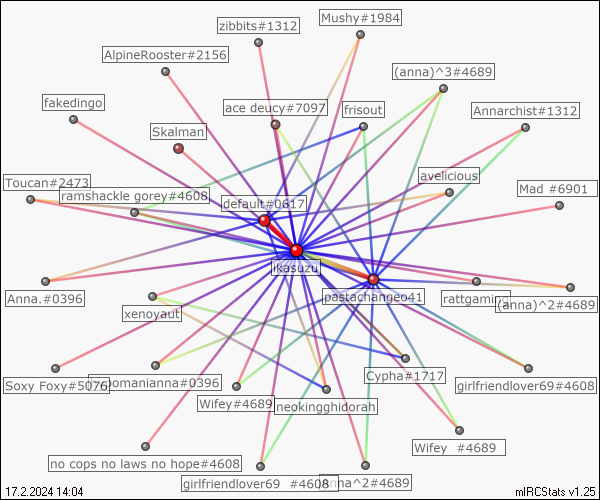 Mushy#1984
zibbits#1312
AlpineRooster#2156
(anna)^3#4689
fakedingo
ace deucy#7097
frisout
Annarchist#1312
Skalman
avelicious
Toucan#2473
ramshackle gorey#4608
Mad #6901
default#0617
ikasuzu
Anna.#0396
pastachangeo41
rattgami
(anna)^2#4689
xenoyaut
Cypha#1717
Soxy Foxy#5076
omanianna#0396
girlfriendlover69#4608
Wifey#4689
neokingghidorah
Wifey #4689
no cops no laws no hope#4608
girlfriendlover69 #4608
nna^2#4689
17.2.2024 14:04
mIRCStats v1.25